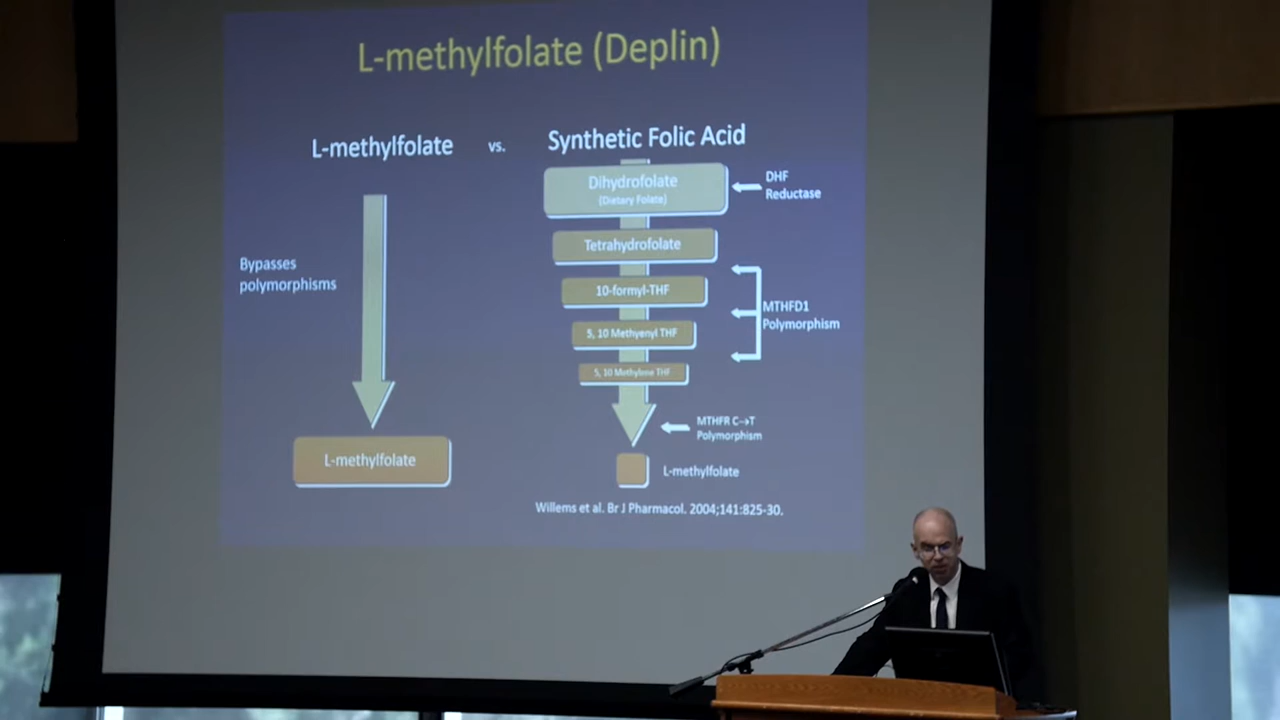 L-methylfolate (Deplin)
L-methylfolate vs. Synthetic Folic Acid
Dihydrofolate
(Dietary Folate)
DHF
Reductase
Tetrahydrofolate
Bypasses
polymorphisms
10-formyl-THF
MTHFD1
Polymorphism
5, 10 Methyenyl THF
5, 10 Methylene THF
MTHFR C→T
Polymorphism
L-methylfolate
L-methylfolate
Willems et al. Br J Pharmacol. 2004;141:825-30.